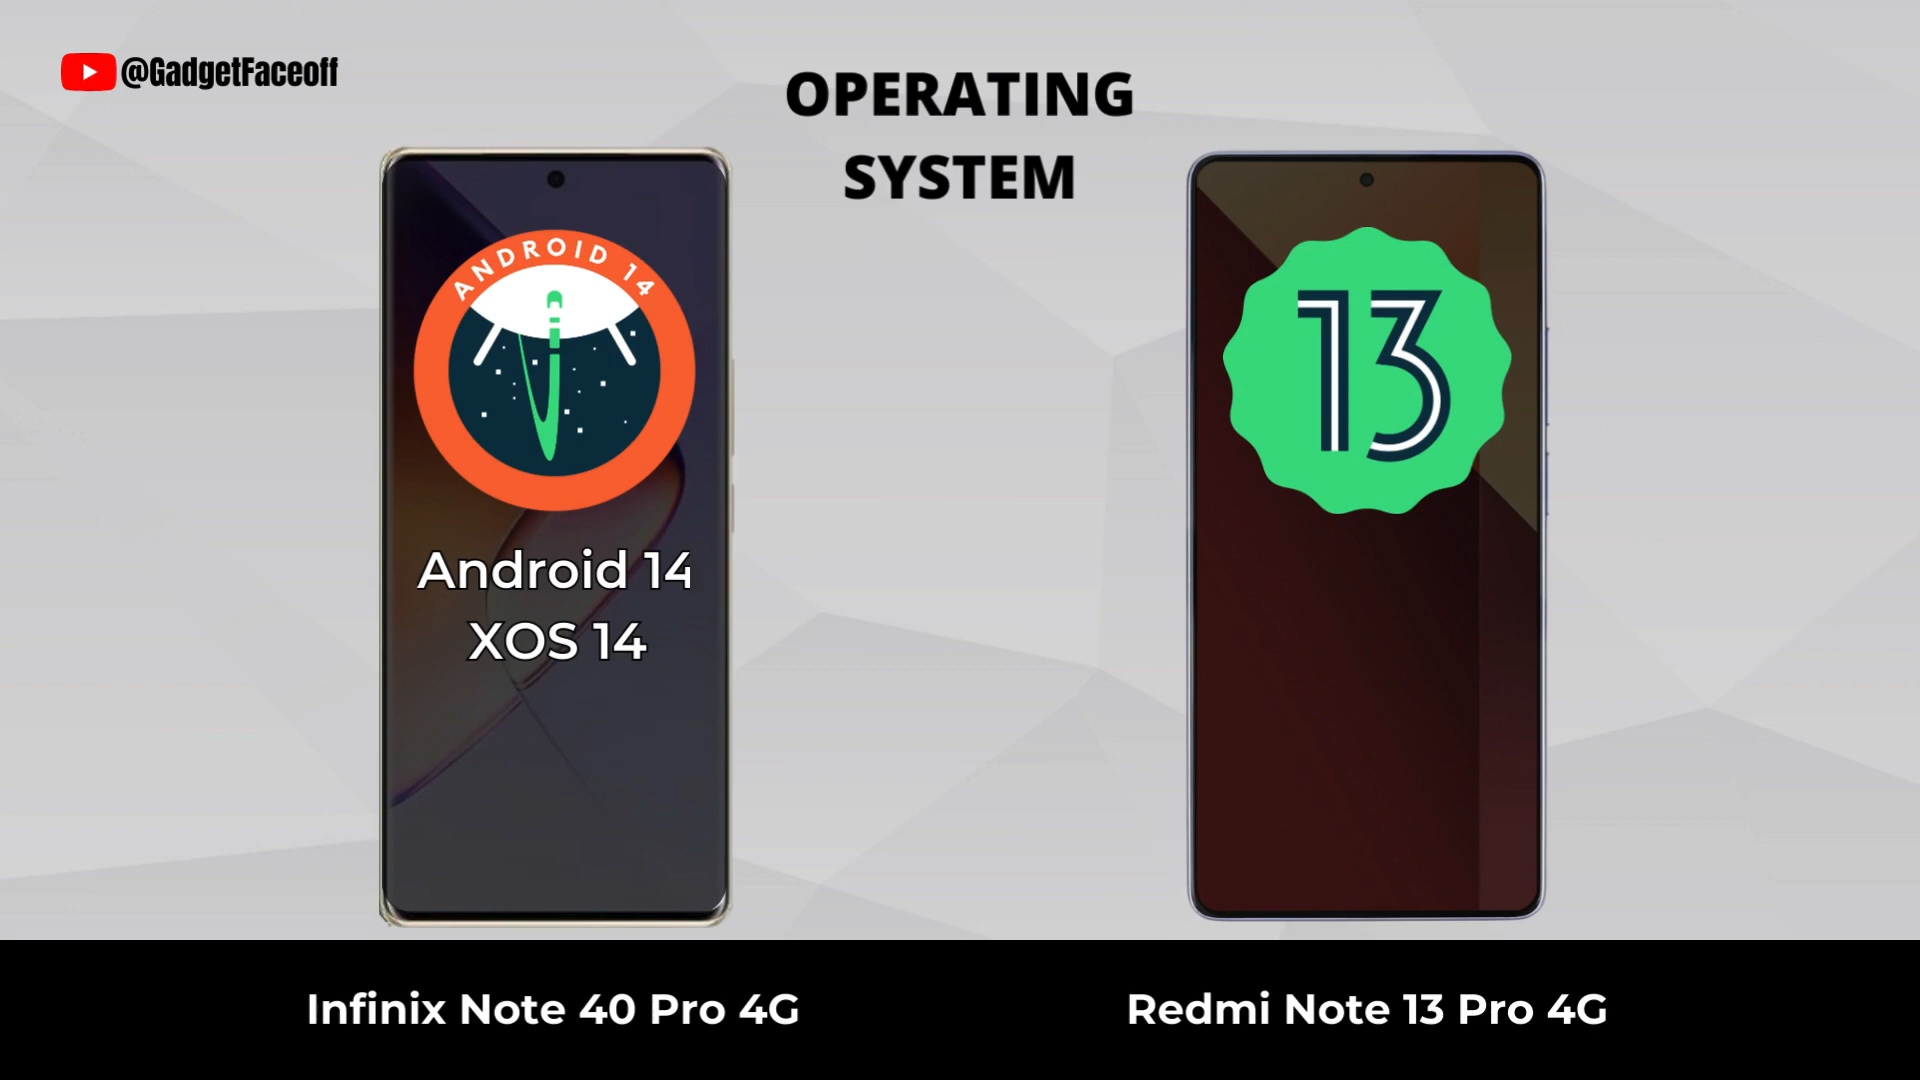 @GadgetFaceoff
OPERATING
SYSTEM
ANDROID 14
Android 14
XOS 14
13
Infinix Note 40 Pro 4G
Redmi Note 13 Pro 4G